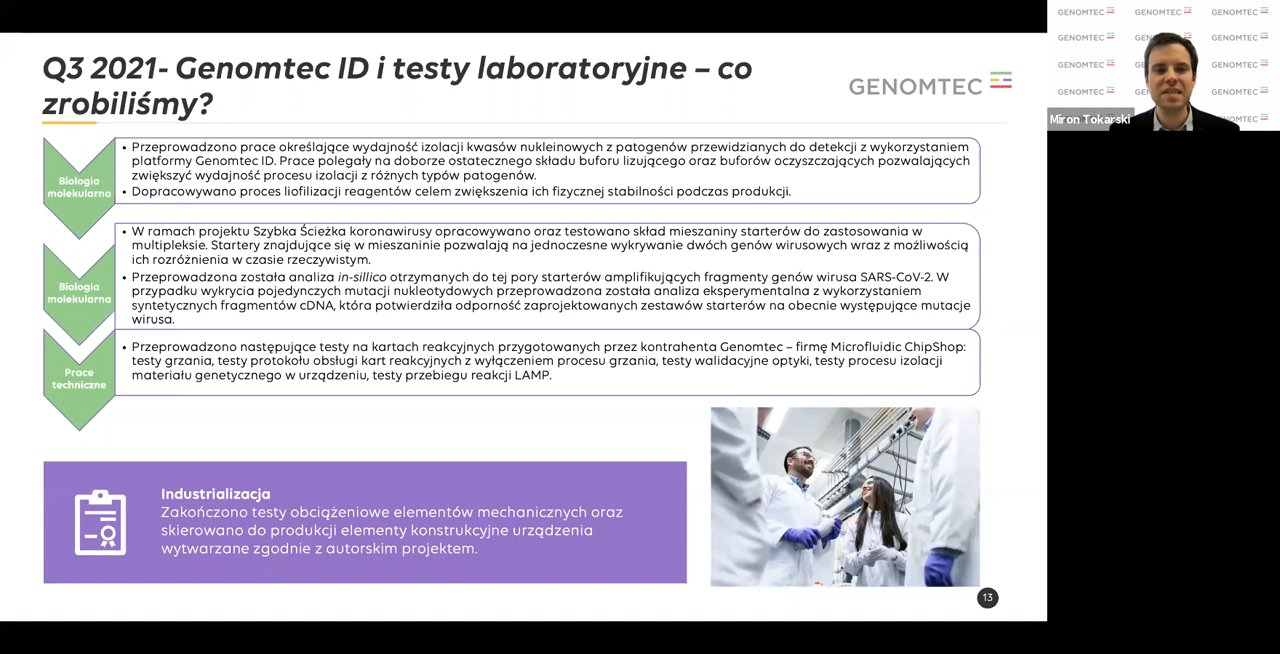 Q3 2021- Genomtec ID i testy laboratoryjne – co
zrobiliśmy?
GENOMTEC
Biologia
molekularna
• Przeprowadzono prace określające wydajność izolacji kwasów nukleinowych z patogenów przewidzianych do detekcji z wykorzystaniem
platformy Genomtec ID. Prace polegały na doborze ostatecznego składu buforu lizującego oraz buforów oczyszczających pozwalających
zwiększyć wydajność procesu izolacji z różnych typów patogenów.
• Dopracowywano proces liofilizacji reagentów celem zwiększenia ich fizycznej stabilności podczas produkcji.
Biologia
molekularna
• W ramach projektu Szybka Ścieżka koronawirusy opracowywano oraz testowano skład mieszaniny starterów do zastosowania w
multipleksie. Startery znajdujące się w mieszaninie pozwalają na jednoczesne wykrywanie dwóch genów wirusowych wraz z możliwością
ich rozróżnienia w czasie rzeczywistym.
• Przeprowadzona została analiza in-sillico otrzymanych do tej pory starterów amplifikujących fragmenty genów wirusa SARS-CoV-2. W
przypadku wykrycia pojedynczych mutacji nukleotydowych przeprowadzona została analiza eksperymentalna z wykorzystaniem
syntetycznych fragmentów cDNA, która potwierdziła odporność zaprojektowanych zestawów starterów na obecnie występujące mutacje
wirusa.
Prace
techniczne
• Przeprowadzono następujące testy na kartach reakcyjnych przygotowanych przez kontrahenta Genomtec – firmę Microfluidic ChipShop:
testy grzania, testy protokołu obsługi kart reakcyjnych z wyłączeniem procesu grzania, testy walidacyjne optyki, testy procesu izolacji
materiału genetycznego w urządzeniu, testy przebiegu reakcji LAMP.
Industrializacja
Zakończono testy obciążeniowe elementów mechanicznych oraz
skierowano do produkcji elementy konstrukcyjne urządzenia
wytwarzane zgodnie z autorskim projektem.
13
GENOMTEC GENOMTEC GENOMTEC
GENOMTEC GENOMTEC
GENOMTEC GENOMTEC
GENOMTEC GENOMTEC
Miron Tokarski